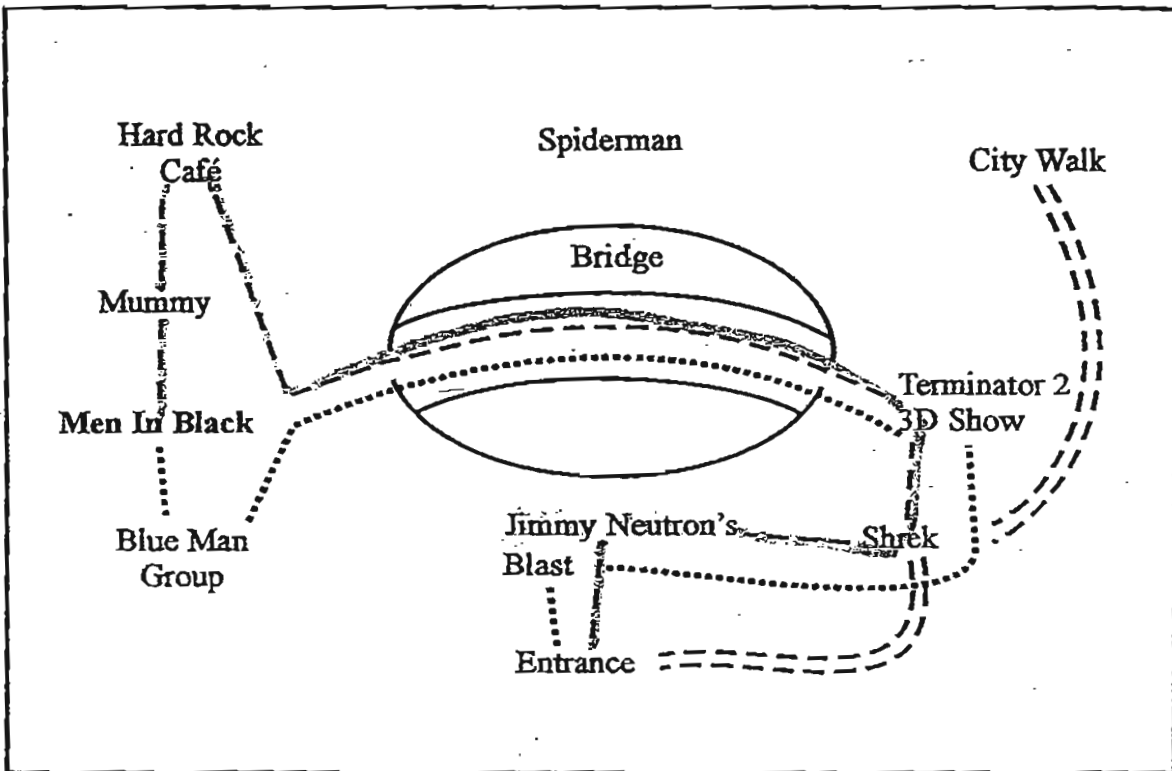 Hard Rock
Café
Spiderman
City Walk
Bridge
Mummy
Terminator 2
3D Show
Men In Black
Jimmy Neutron's
Blast
Shrek
Blue Man
Group
Entrance